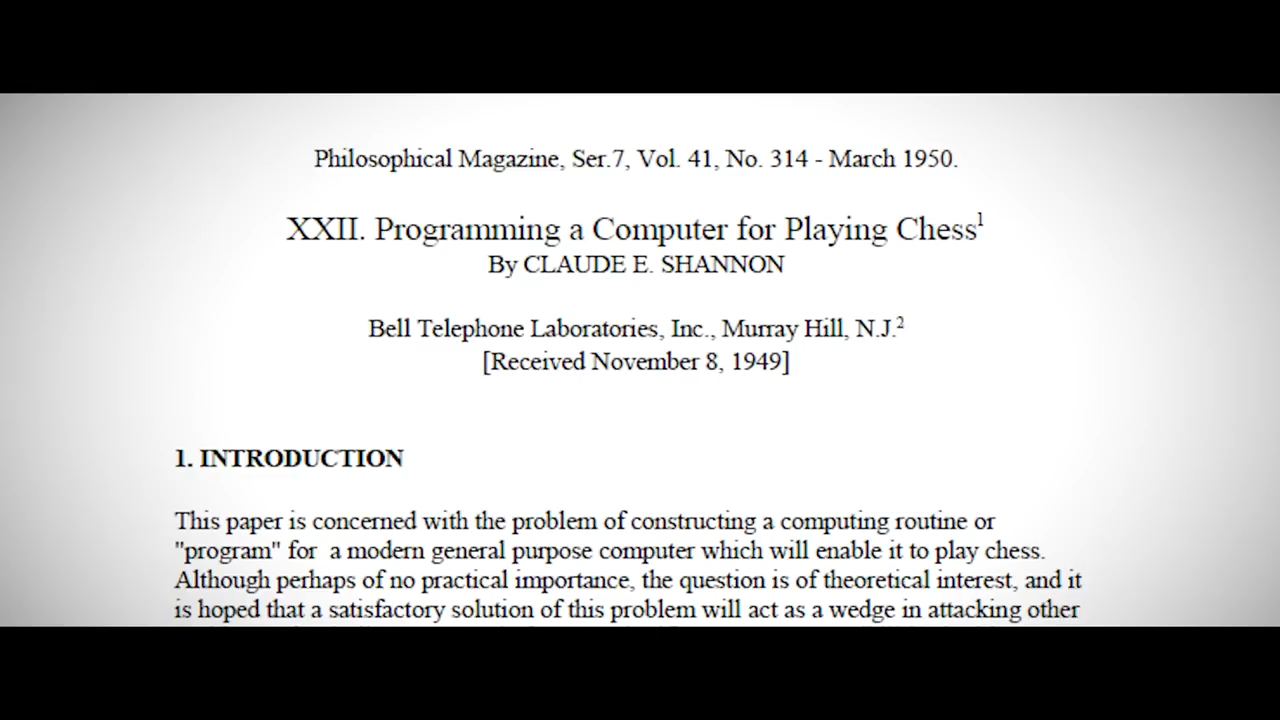 Philosophical Magazine, Ser.7, Vol. 41, No. 314 - March 1950.
XXII. Programming a Computer for Playing Chess1
By CLAUDE E. SHANNON
Bell Telephone Laboratories, Inc., Murray Hill, N.J.2
[Received November 8, 1949]
1. INTRODUCTION
This paper is concerned with the problem of constructing a computing routine or
"program" for  a modern general purpose computer which will enable it to play chess.
Although perhaps of no practical importance, the question is of theoretical interest, and it
is hoped that a satisfactory solution of this problem will act as a wedge in attacking other